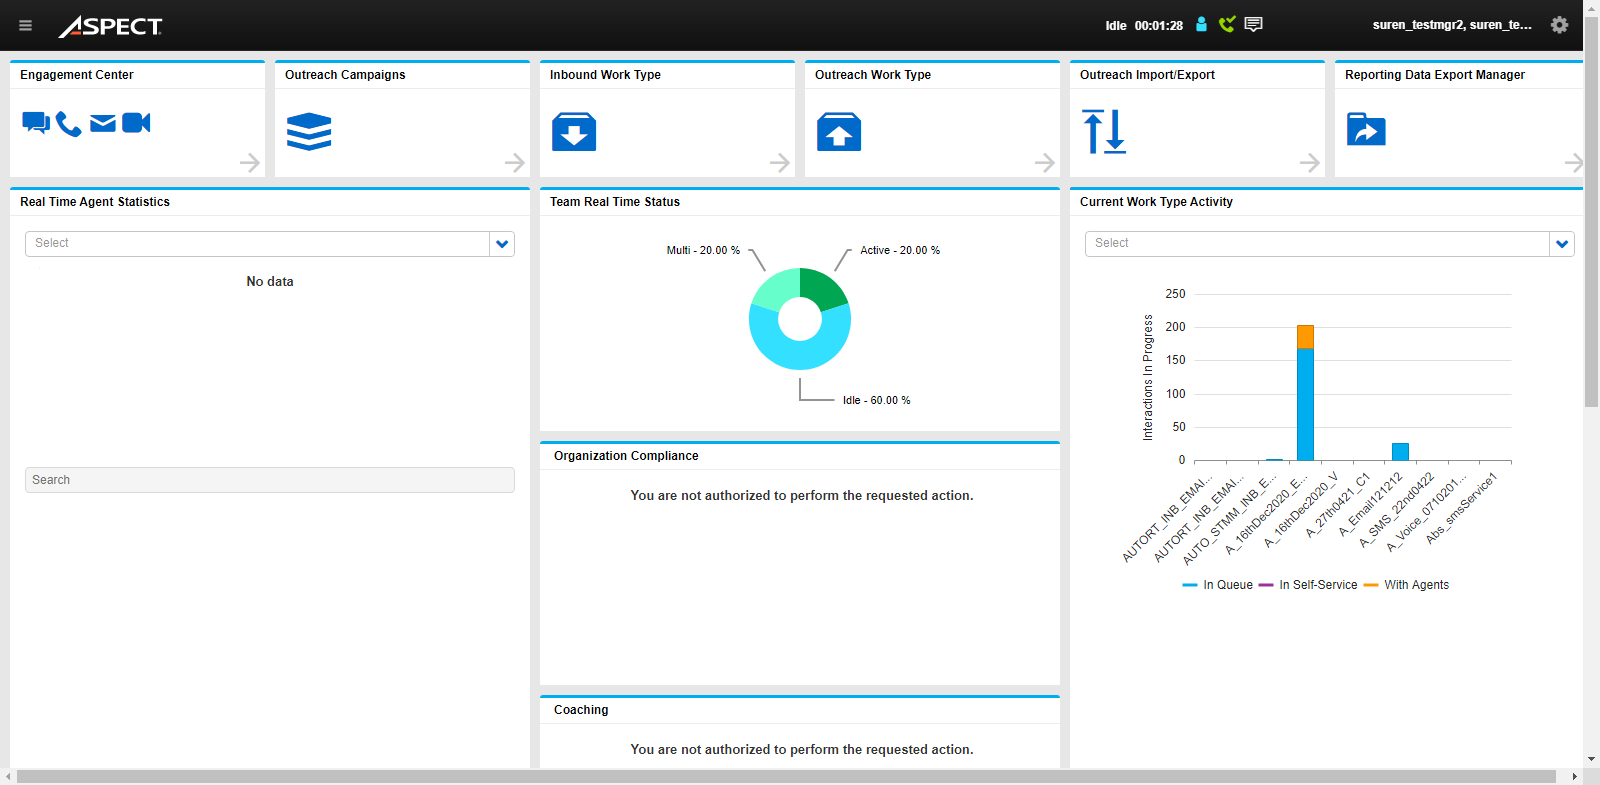 ASPECT
Idle 00:01:28
suren_testmgr2, suren_te...
Engagement Center
Outreach Campaigns
Inbound Work Type
Outreach Work Type
Outreach Import/Export
Reporting Data Export Manager
Real Time Agent Statistics
Select
No data
Search
Team Real Time Status
Multi - 20.00 %
Active - 20.00 %
Idle - 60.00 %
Organization Compliance
You are not authorized to perform the requested action.
Coaching
You are not authorized to perform the requested action.
Current Work Type Activity
Select
Interactions In Progress
250
200
150
100
50
0
AUTORT_INB_EMAI...
AUTORT_INB_EMAI...
AUTO_STMM_INB_E...
A_16thDec2020_E...
A_16thDec2020_V
A_27th0421_C1
A_Email121212
A_SMS_22nd0422
A_Voice_0710201...
Abs_smsService1
In Queue In Self-Service With Agents